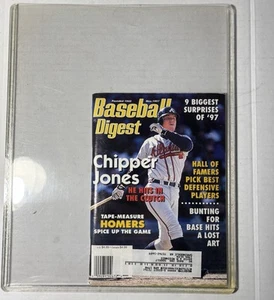 Baseball
Digest
9 BIGGEST
SURPRISES
OF '97
Chipper
Jones
HE HITS IN
THE CLUTCH
HALL OF
FAMERS
PICK BEST
DEFENSIVE
PLAYERS
TAPE-MEASURE
HOMERS
SPICE UP THE GAME
BUNTING FOR
BASE HITS
A LOST
ART